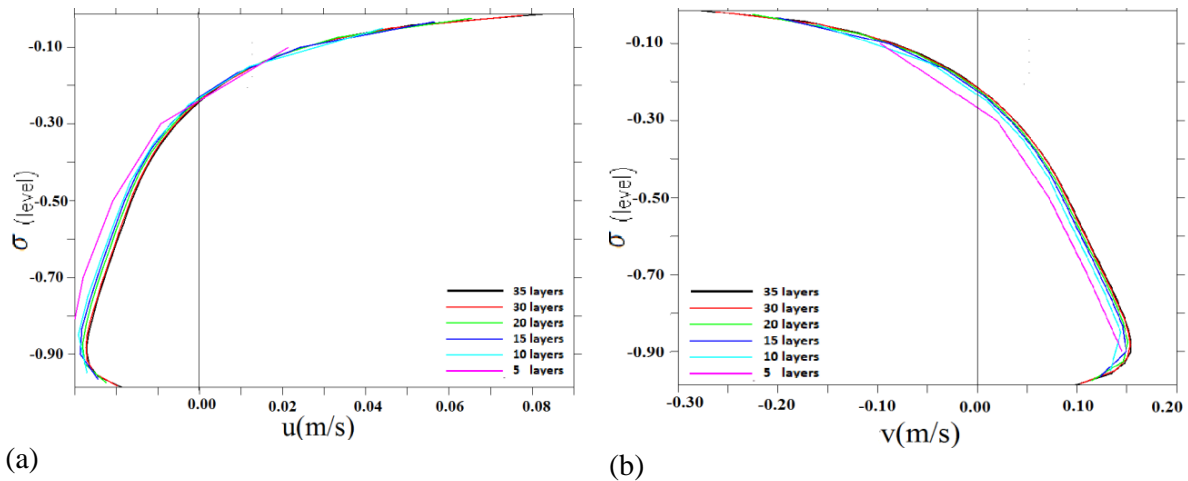 -0.10
-0.30
-0.50
-0.70
-0.90
σ (level)
35 layers
30 layers
20 layers
15 layers
10 layers
5 layers
0.00 0.02 0.04 0.06 0.08
u(m/s)
(a)
-0.10
-0.30
-0.50
-0.70
-0.90
σ (level)
35 layers
30 layers
20 layers
15 layers
10 layers
5 layers
-0.30 -0.20 -0.10 0.00 0.10 0.20
v(m/s)
(b)